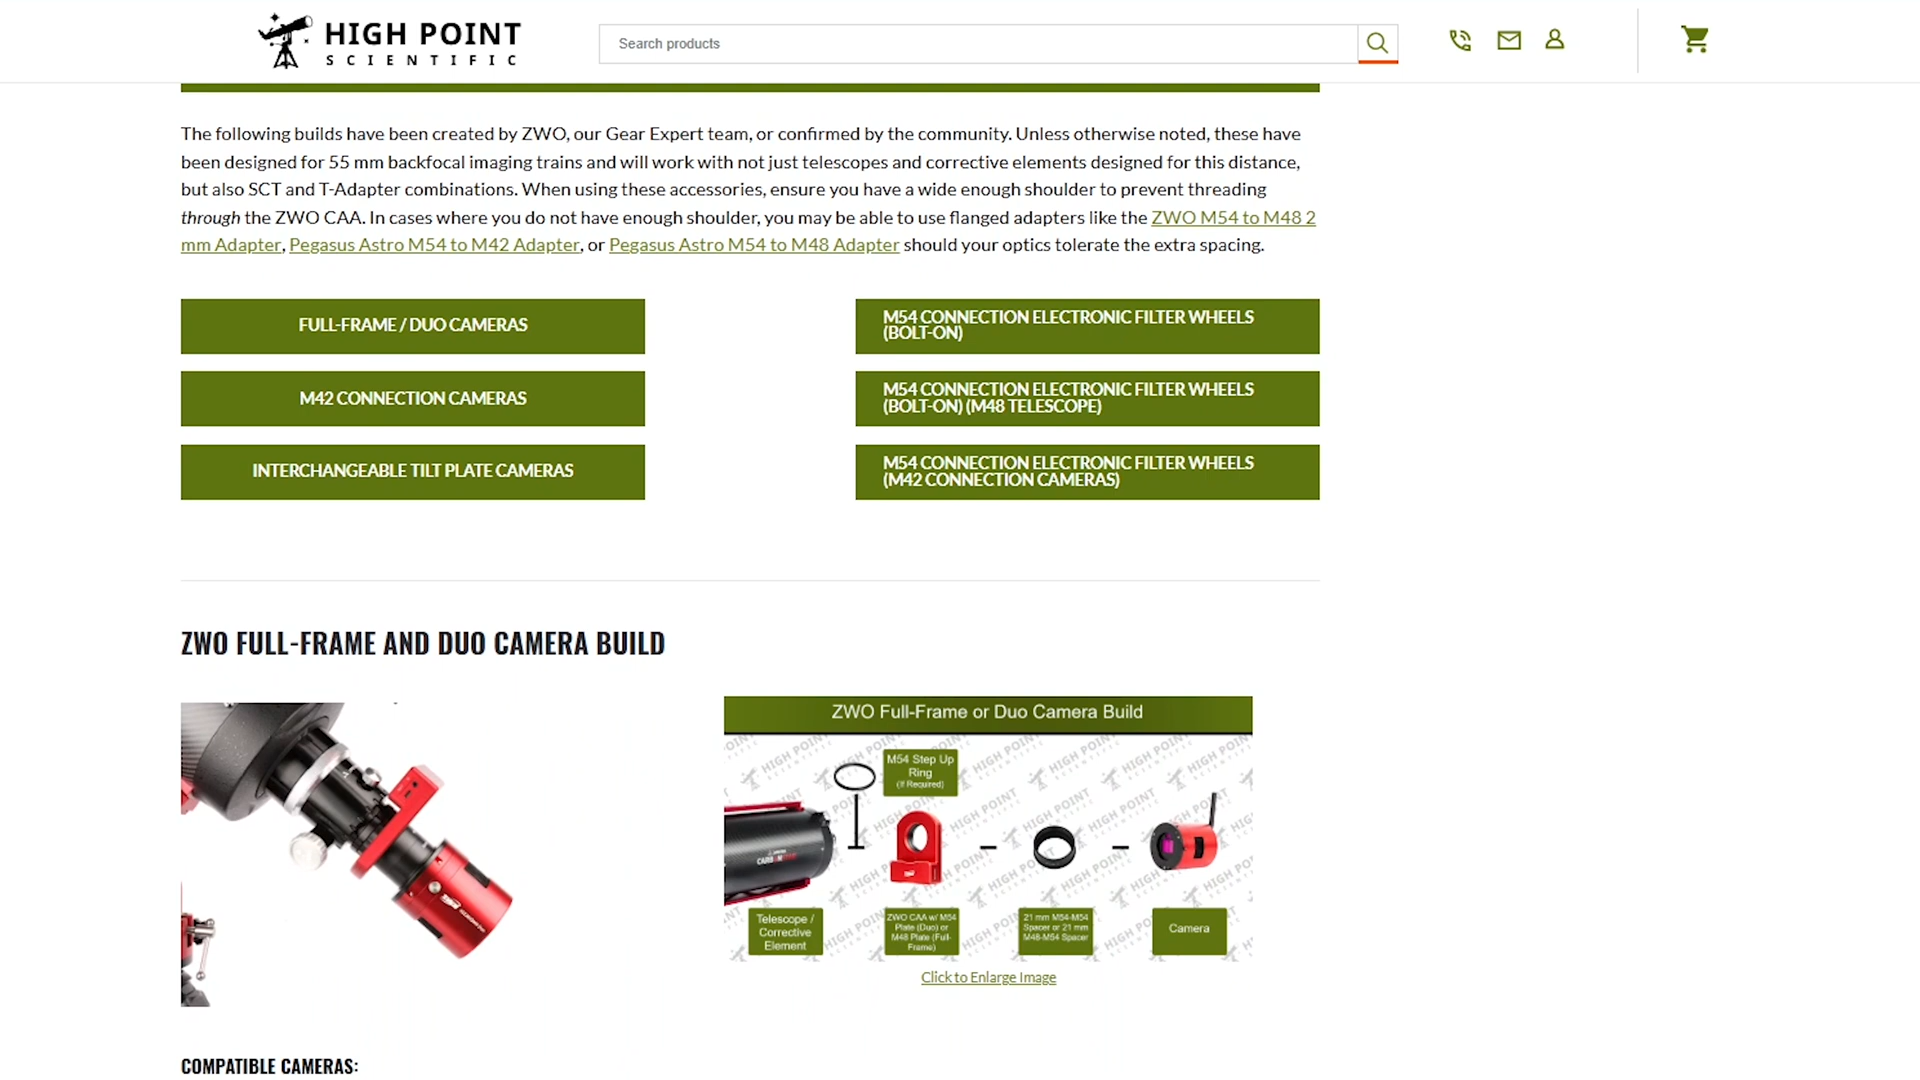 HIGH POINT
SCIENTIFIC
Search products
The following builds have been created by ZWO, our Gear Expert team, or confirmed by the community. Unless otherwise noted, these have
been designed for 55 mm backfocal imaging trains and will work with not just telescopes and corrective elements designed for this distance,
but also SCT and T-Adapter combinations. When using these accessories, ensure you have a wide enough shoulder to prevent threading
through the ZWO CAA. In cases where you do not have enough shoulder, you may be able to use flanged adapters like the ZWO M54 to M48 2
mm Adapter, Pegasus Astro M54 to M42 Adapter, or Pegasus Astro M54 to M48 Adapter should your optics tolerate the extra spacing.
FULL-FRAME / DUO CAMERAS
M54 CONNECTION ELECTRONIC FILTER WHEELS
(BOLT-ON)
M42 CONNECTION CAMERAS
M54 CONNECTION ELECTRONIC FILTER WHEELS
(BOLT-ON) (M48 TELESCOPE)
INTERCHANGEABLE TILT PLATE CAMERAS
M54 CONNECTION ELECTRONIC FILTER WHEELS
(M42 CONNECTION CAMERAS)
ZWO FULL-FRAME AND DUO CAMERA BUILD
ZWO Full-Frame or Duo Camera Build
M54 Step Up
Ring
(If Required)
Telescope /
Corrective
Element
ZWO CAA w/ M54
Plate (Duo) or
M48 Plate (Full-
Frame)
21 mm M54-M54
Spacer or 21 mm
M48-M54 Spacer
Camera
Click to Enlarge Image
COMPATIBLE CAMERAS: